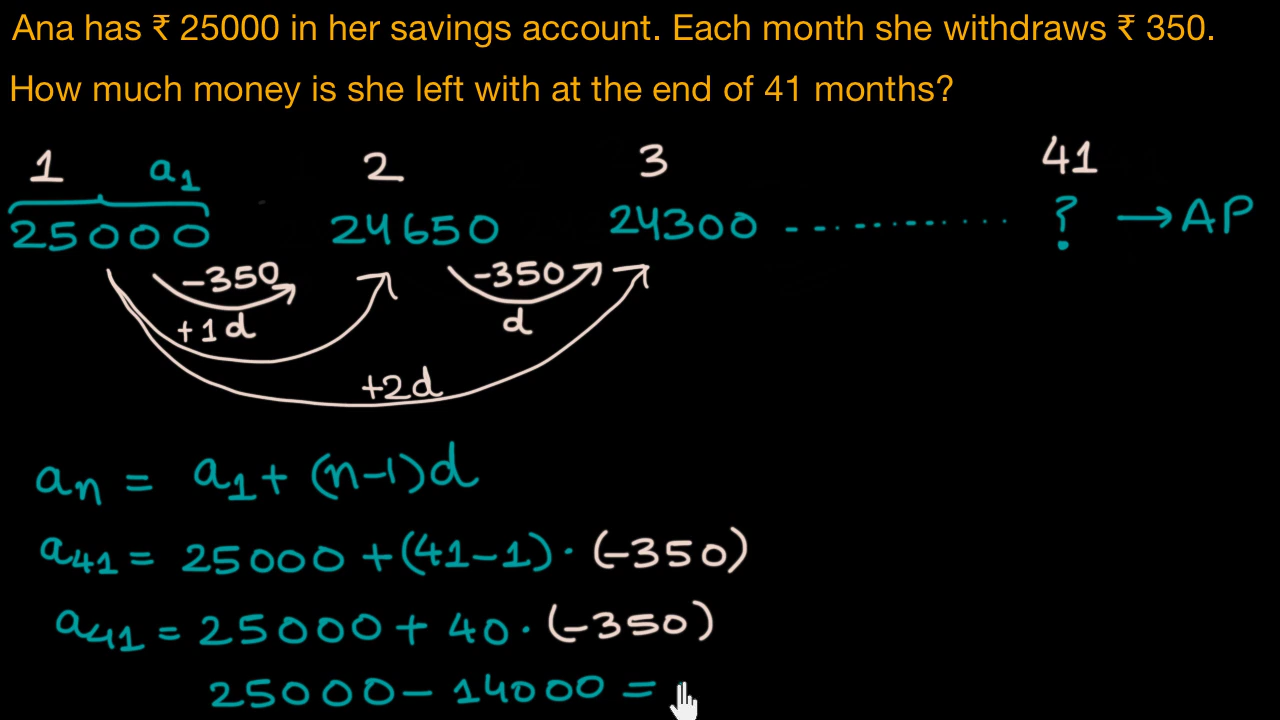 Ana has ₹ 25000 in her savings account. Each month she withdraws ₹ 350.
How much money is she left with at the end of 41 months?
1 a₁ 2 3 41
25000 24650 24300 ........... ? → AP
-350 -350
+1d d
+2d
aₙ = a₁ + (n-1)d
a₄₁ = 25000 + (41-1) · (-350)
a₄₁ = 25000 + 40 · (-350)
25000 - 14000 =